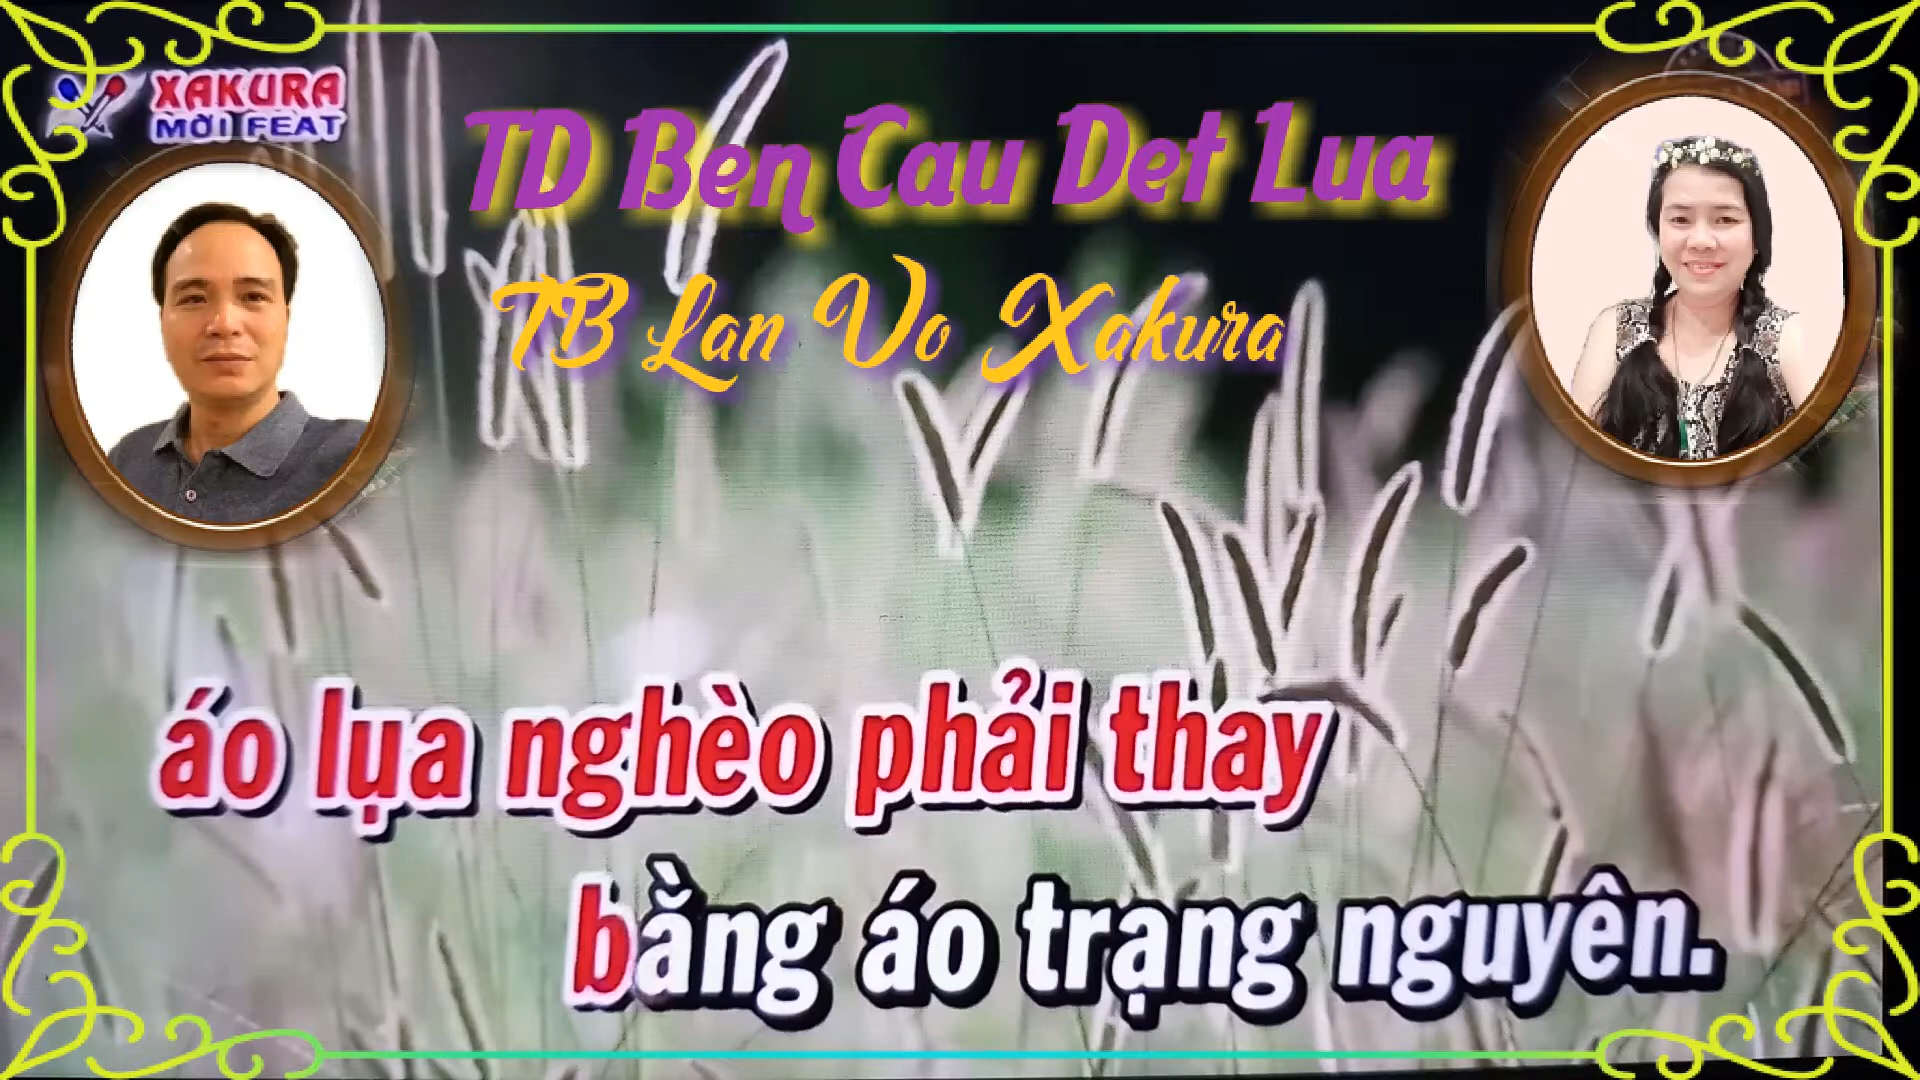 XAKURA
MỜI FEAT
TD Ben Cau Det Lua
TB Lan Vo Xakura
áo lụa nghèo phải thay
bằng áo trạng nguyên.